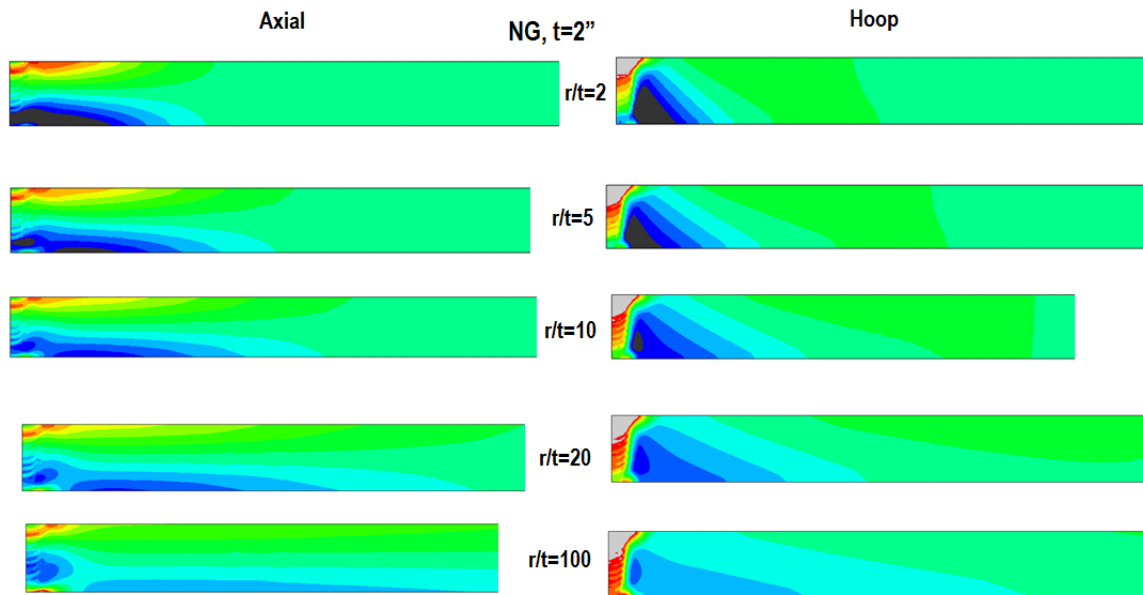 Axial
NG, t=2”
Hoop
r/t=2
r/t=5
r/t=10
r/t=20
r/t=100